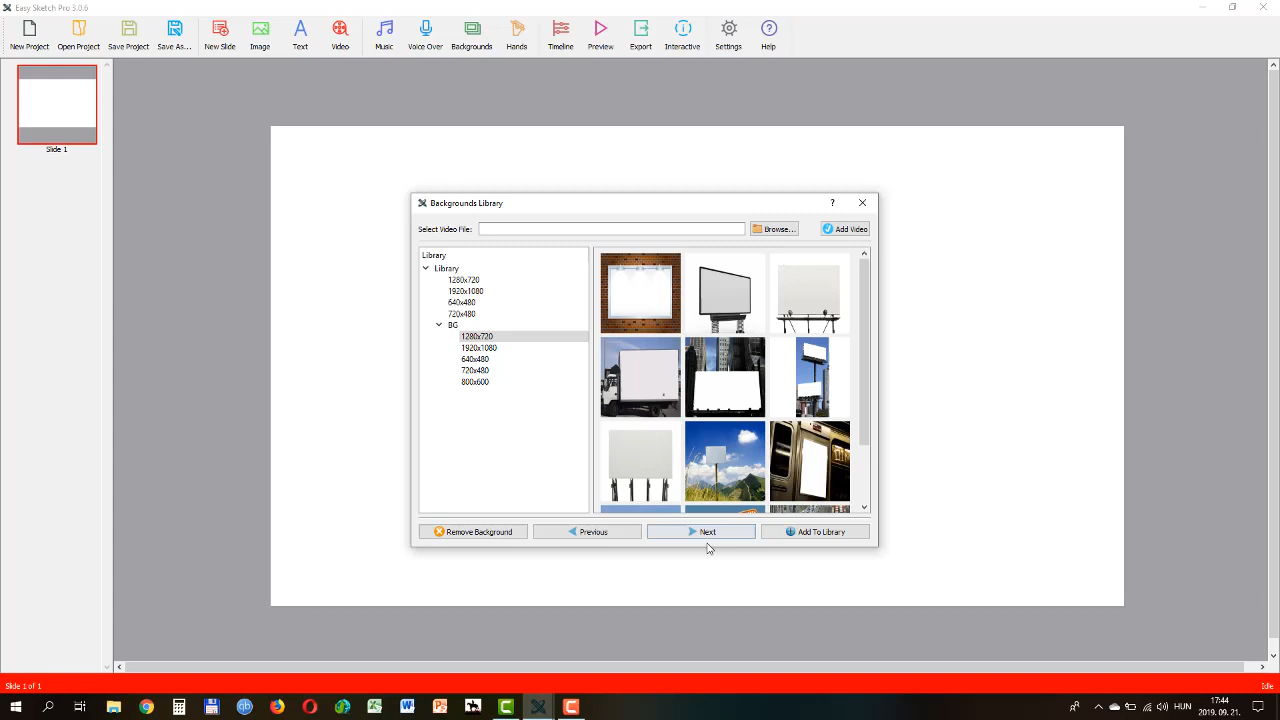 Easy Sketch Pro 3.0.6
New Project Open Project Save Project Save As... New Slide Image Text Video Music Voice Over Backgrounds Hands Timeline Preview Export Interactive Settings Help
Slide 1
Backgrounds Library
Select Video File: Browse... Add Video
Library
Library
1280x720
1920x1080
640x480
720x480
BG
1280x720
1920x1080
640x480
720x480
800x600
Remove Background Previous Next Add To Library
Slide 1 of 1 Idle
HUN
17:44
2019. 09. 21.